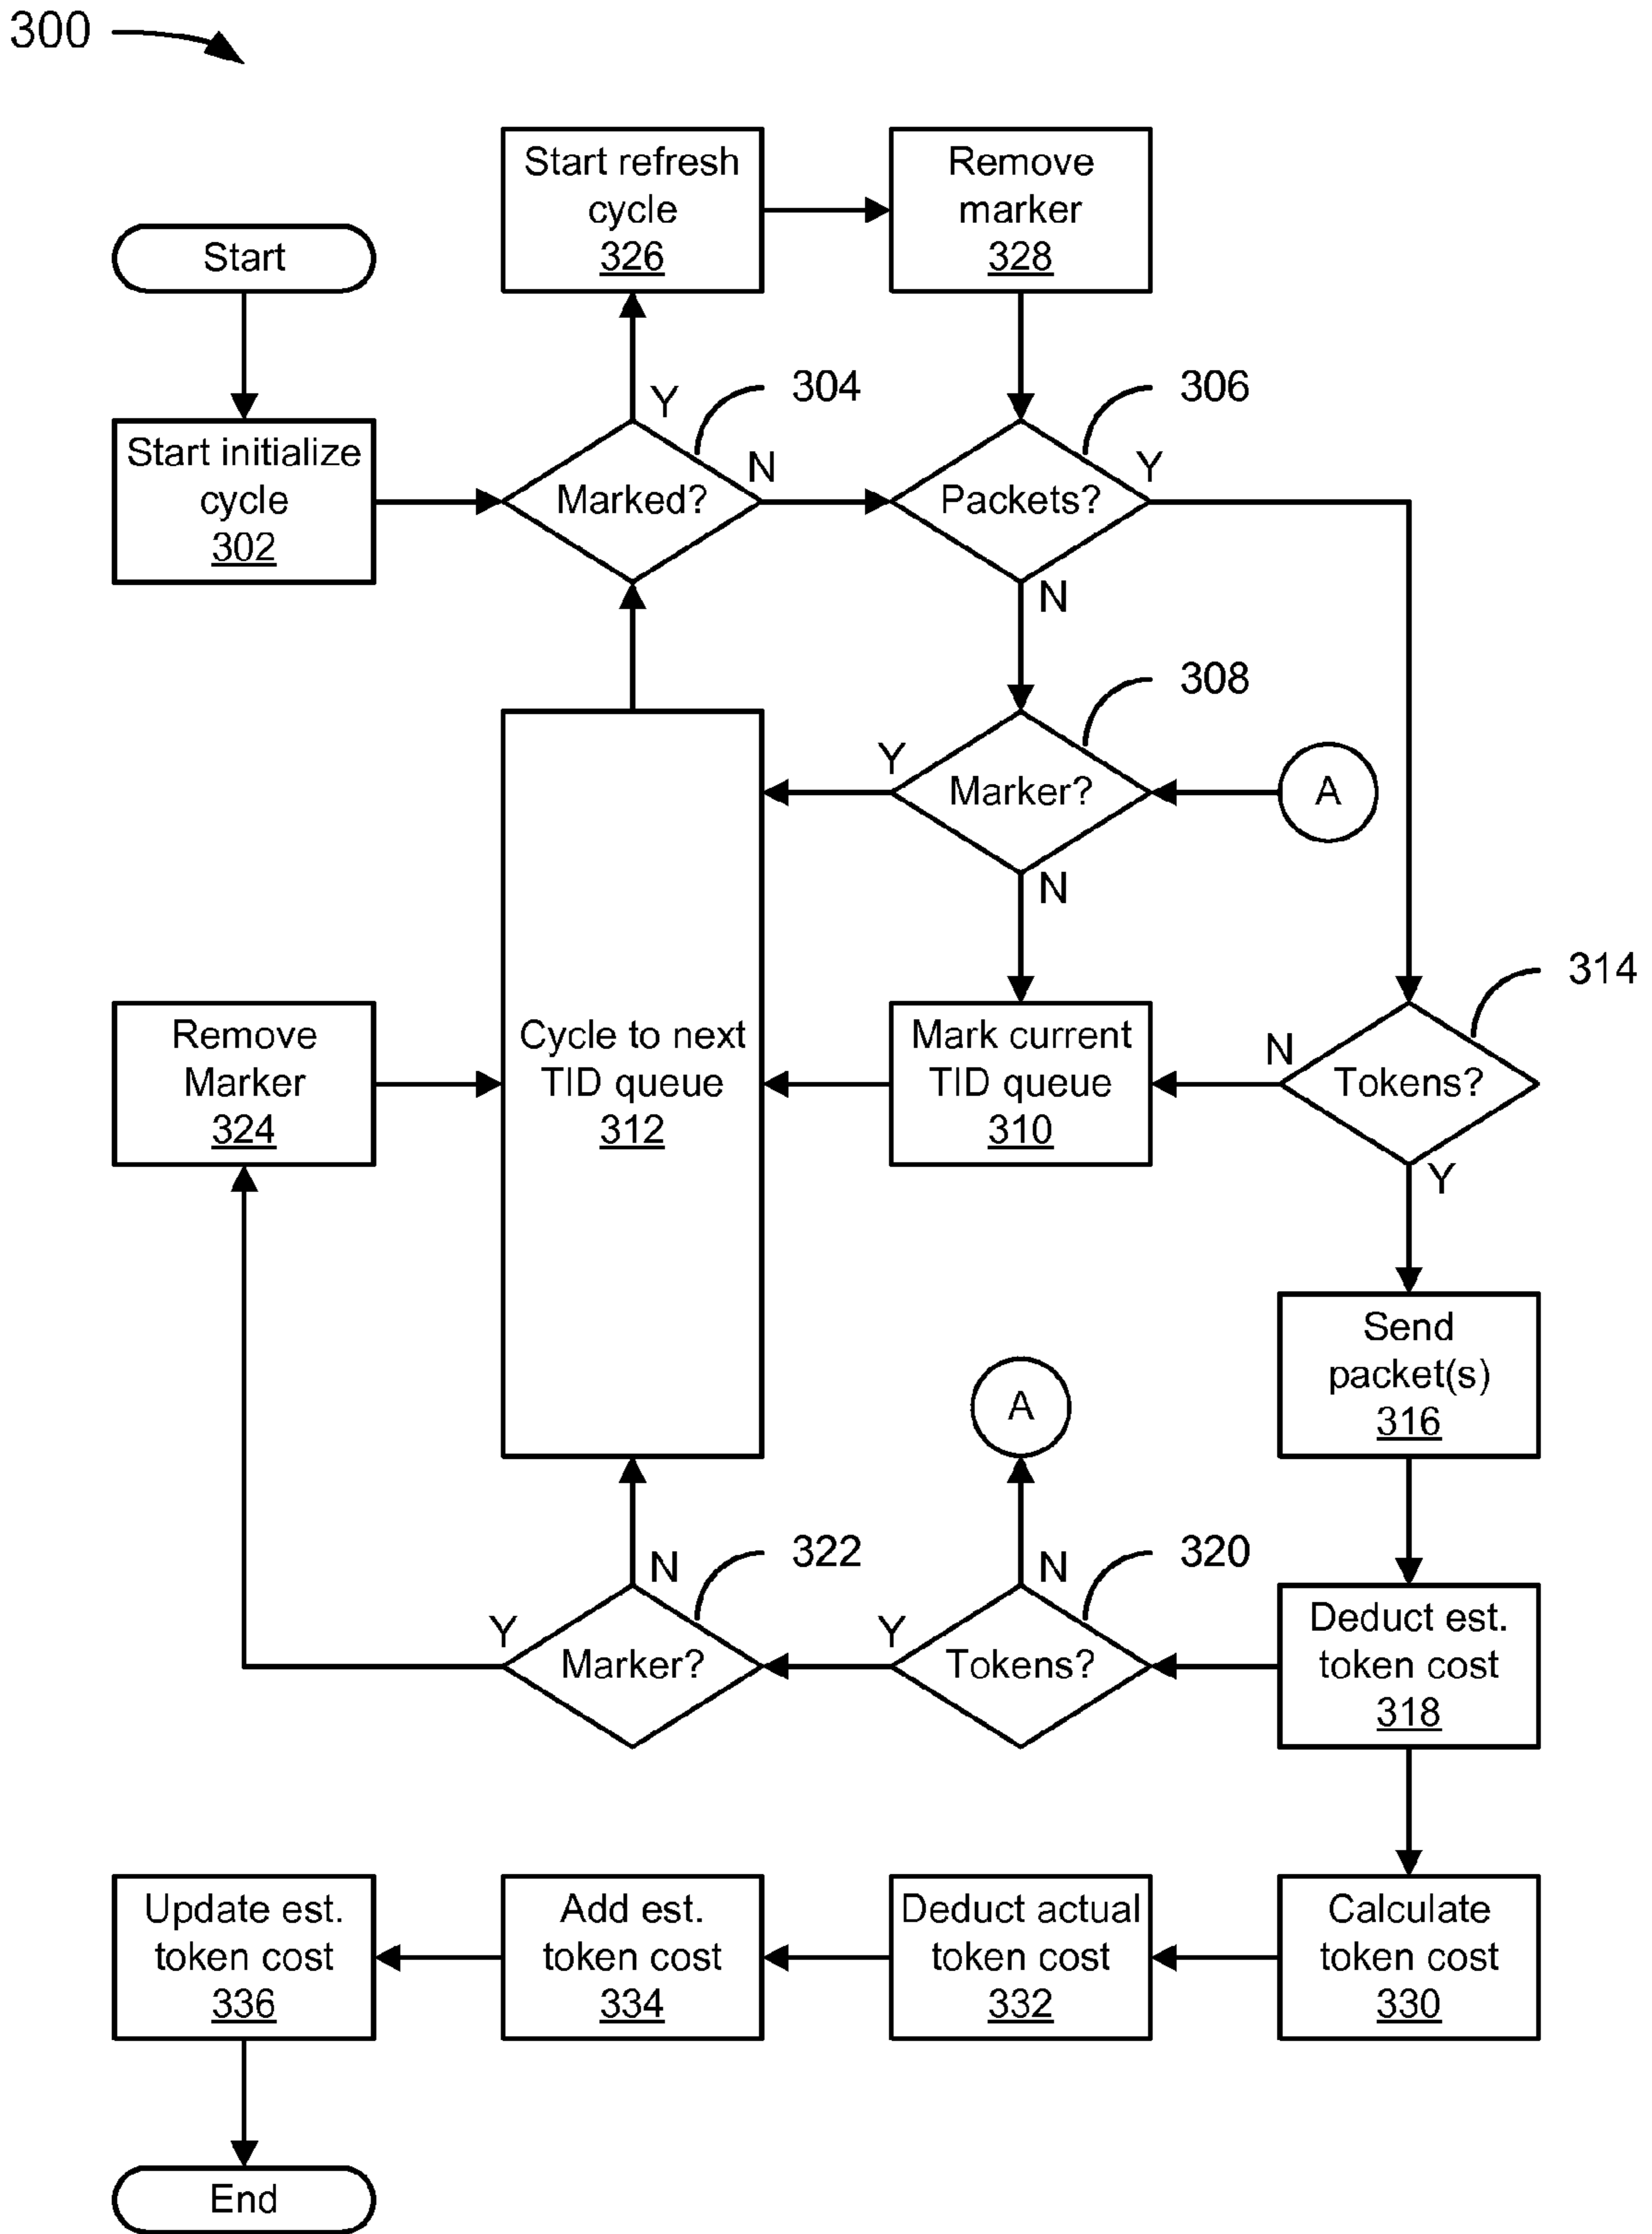 300
Start refresh
cycle
326
Remove
marker
328
Start
Y
304
306
Start initialize
cycle
302
Marked?
N
Packets?
Y
N
308
Y
Marker?
A
N
314
Remove
Marker
324
Cycle to next
TID queue
312
Mark current
TID queue
310
N
Tokens?
Y
Send
packet(s)
316
A
322
320
N
N
Y
Marker?
Y
Tokens?
Deduct est.
token cost
318
Update est.
token cost
336
Add est.
token cost
334
Deduct actual
token cost
332
Calculate
token cost
330
End